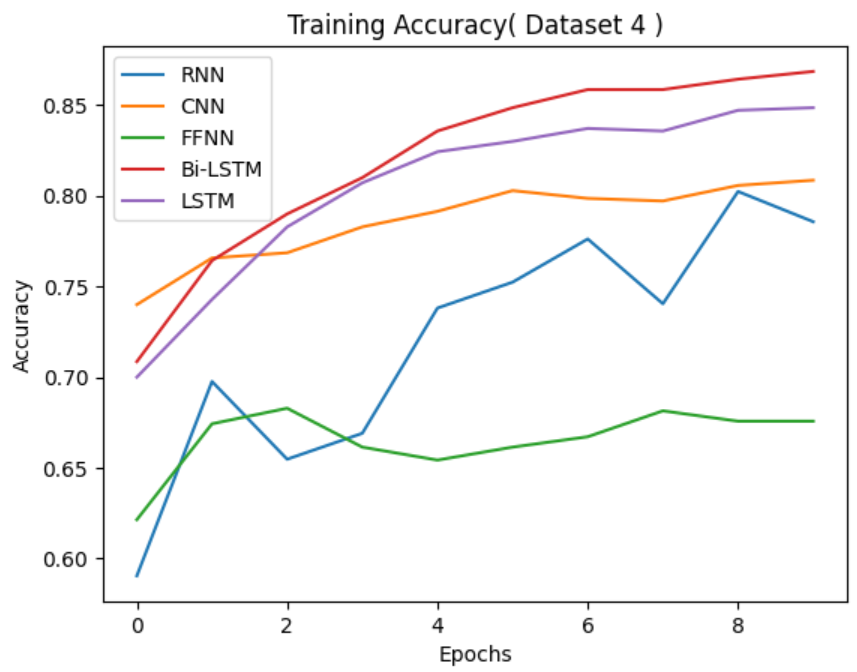 Training Accuracy( Dataset 4 )
RNN
CNN
FFNN
Bi-LSTM
LSTM
Accuracy
0.85
0.80
0.75
0.70
0.65
0.60
0 2 4 6 8
Epochs